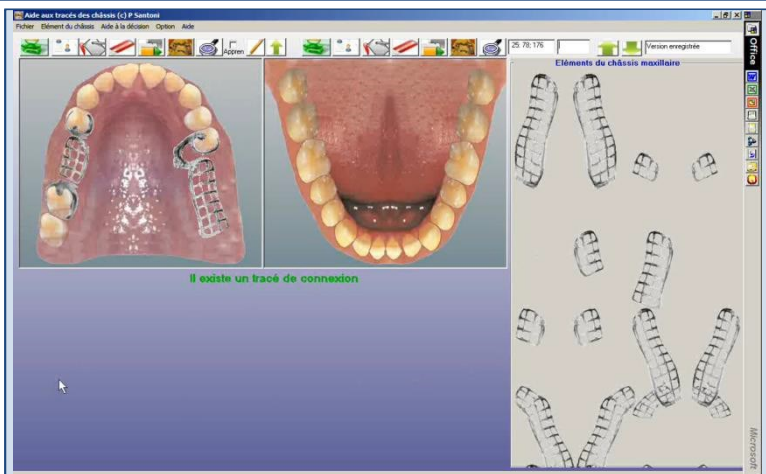 Aide aux tracés des châssis (c) P Santoni
Fichier Elément du châssis Aide à la décision Option Aide
Appren
25; 78; 176
Version enregistrée
Eléments du châssis maxillaire
Il existe un tracé de connexion
Office
Microsoft